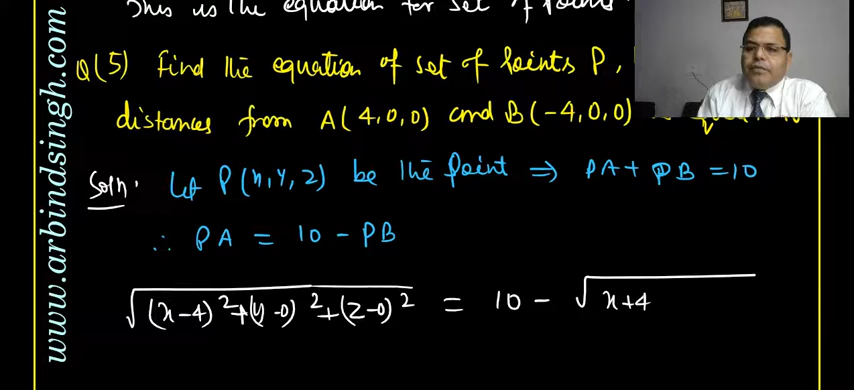 This is the equation for set of points
Q(5) Find the equation of set of points P,
distances from A(4,0,0) and B(-4,0,0)
Soln. Let P(x,y,z) be the point ⇒ PA+PB=10
∴ PA = 10 - PB
√(x-4)²+(y-0)²+(z-0)² = 10 - √x+4
www.arbindsingh.com